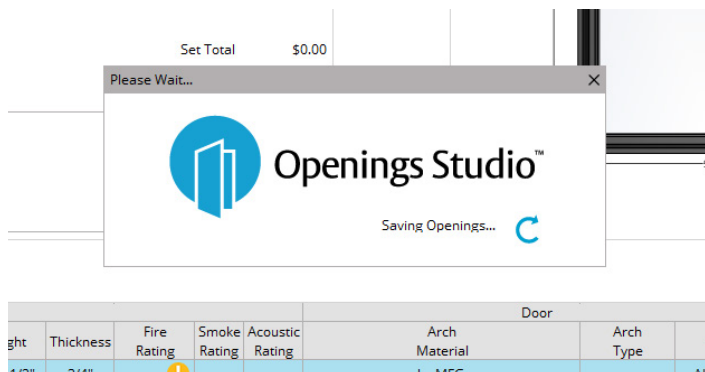 Set Total $0.00
Please Wait...
Openings Studio™
Saving Openings...
Door
ght Thickness Fire Rating Smoke Rating Acoustic Rating Arch Material Arch Type